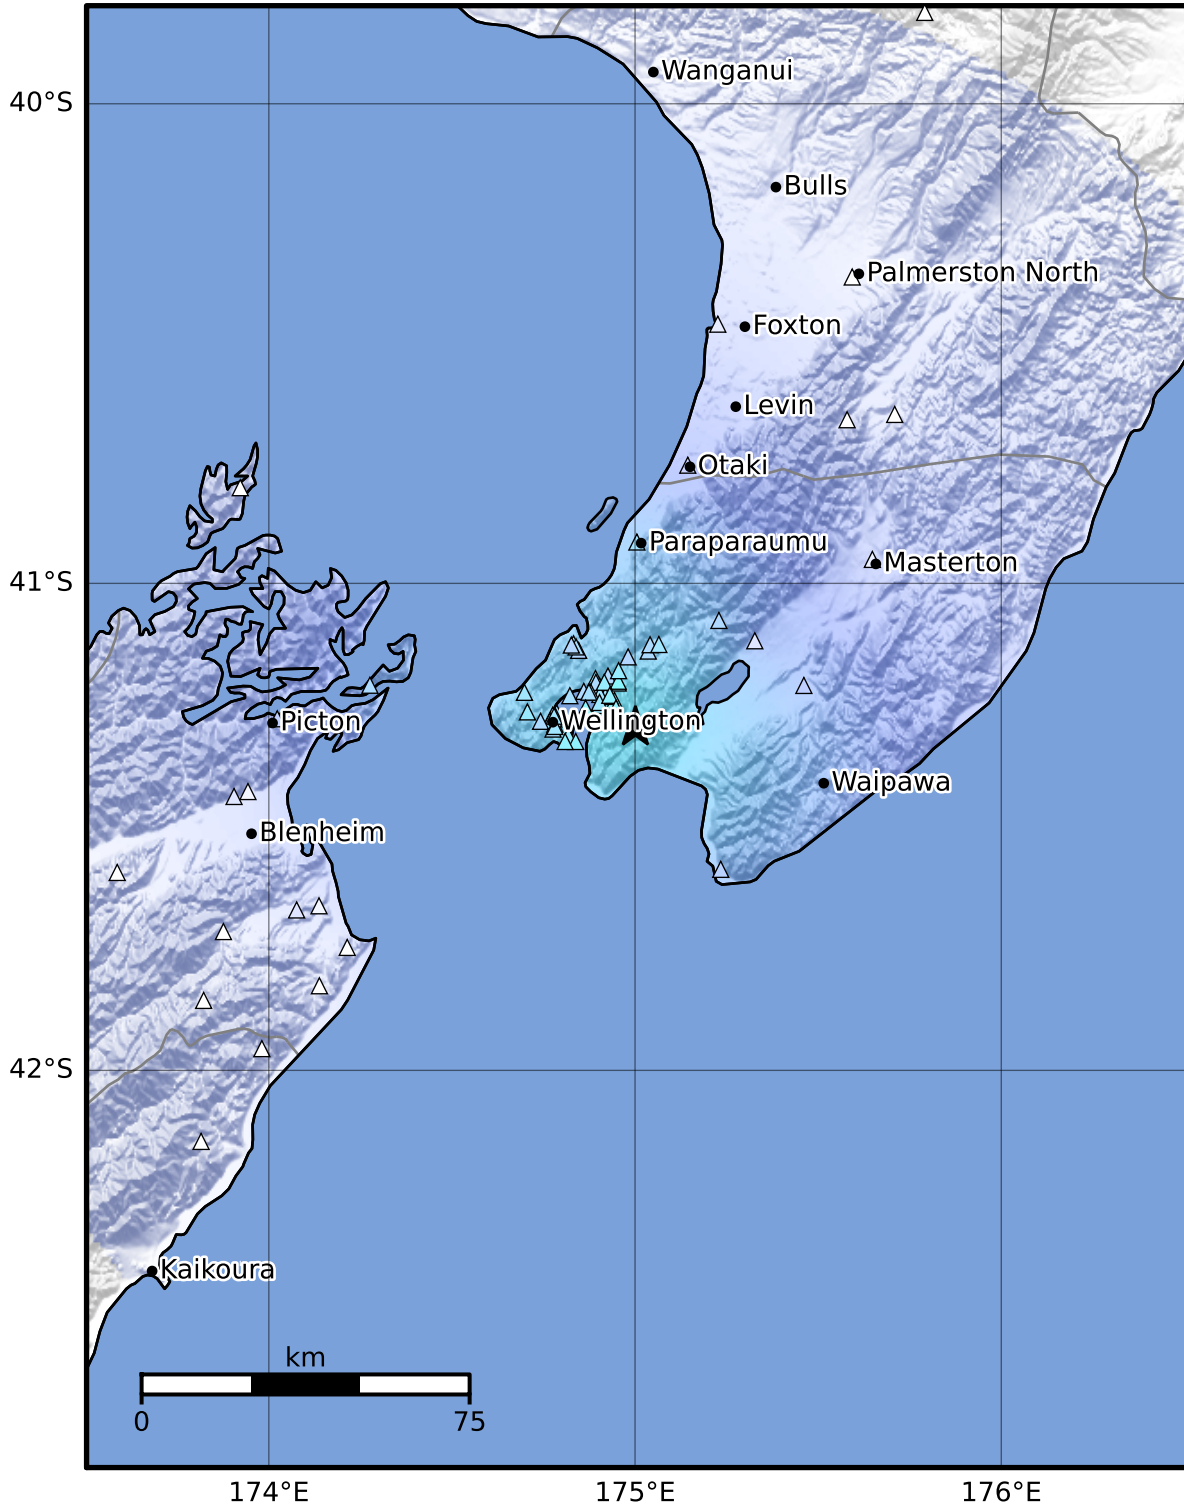 Wanganui
40°S
Bulls
Palmerston North
Foxton
Levin
Otaki
Paraparaumu
Masterton
41°S
Wellington
Picton
Waipawa
Blenheim
42°S
Kaikoura
km
0
75
174°E
175°E
176°E